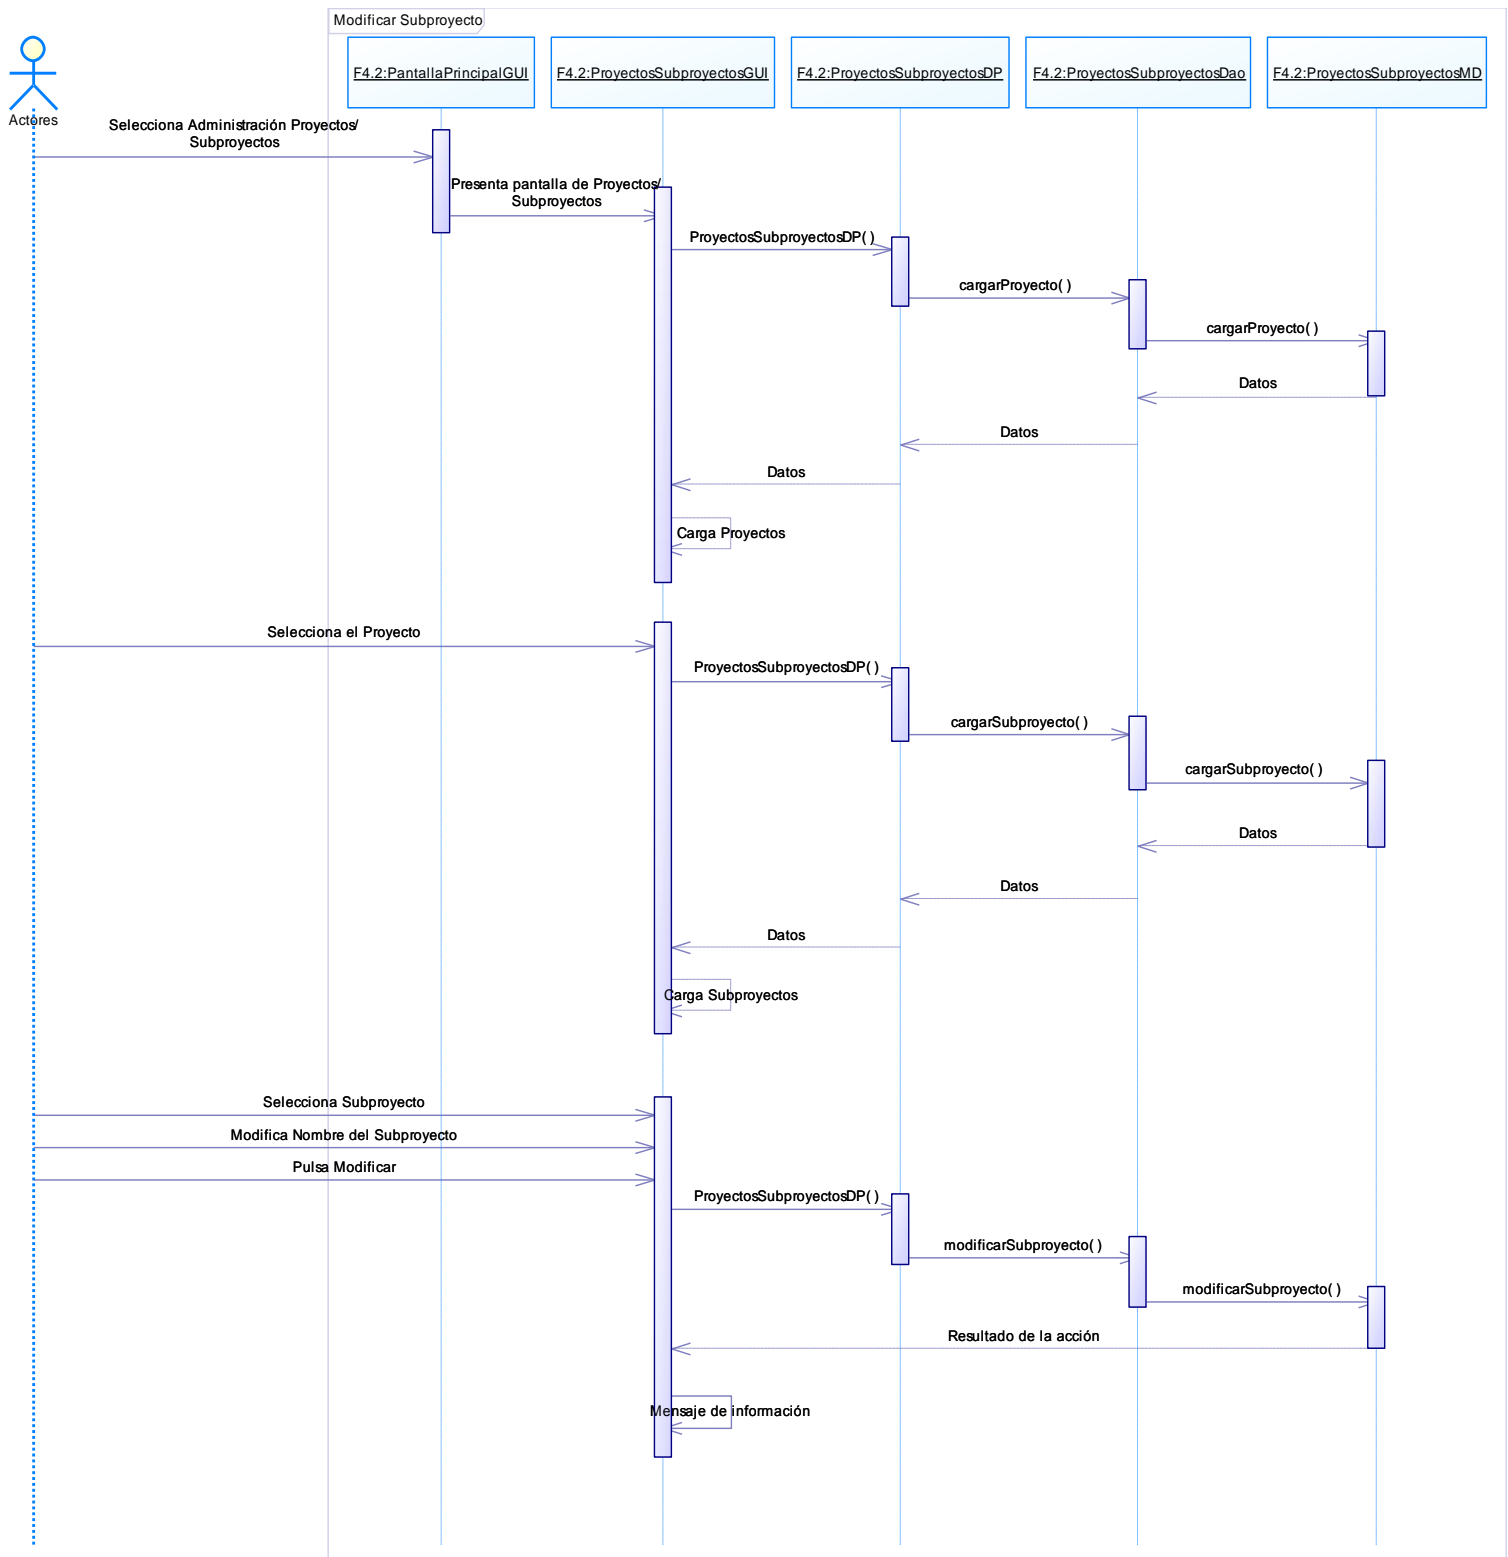 Modificar Subproyecto
F4.2:PantallaPrincipalGUI
F4.2:ProyectosSubproyectosGUI
F4.2:ProyectosSubproyectosDP
F4.2:ProyectosSubproyectosDao
F4.2:ProyectosSubproyectosMD
Actores
Selecciona Administración Proyectos/
Subproyectos
Presenta pantalla de Proyectos/
Subproyectos
ProyectosSubproyectosDP( )
cargarProyecto( )
cargarProyecto( )
Datos
Datos
Datos
Carga Proyectos
Selecciona el Proyecto
ProyectosSubproyectosDP( )
cargarSubproyecto( )
cargarSubproyecto( )
Datos
Datos
Datos
Carga Subproyectos
Selecciona Subproyecto
Modifica Nombre del Subproyecto
Pulsa Modificar
ProyectosSubproyectosDP( )
modificarSubproyecto( )
modificarSubproyecto( )
Resultado de la acción
Mensaje de información